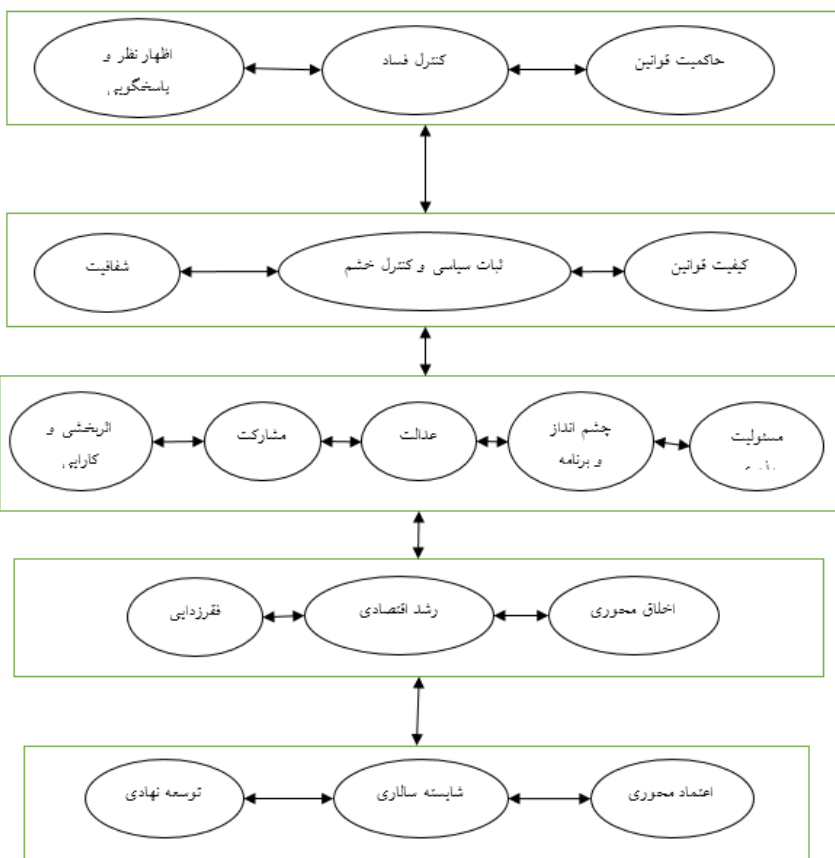 حاکمیت قوانین
کنترل فساد
اظهار نظر و
پاسخگویی
کیفیت قوانین
ثبات سیاسی و کنترل خشم
شفافیت
مسئولیت
چشم انداز
و برنامه
عدالت
مشارکت
اثربخشی و
کارایی
اخلاق محوری
رشد اقتصادی
فقرزدایی
اعتماد محوری
شایسته سالاری
توسعه نهادی